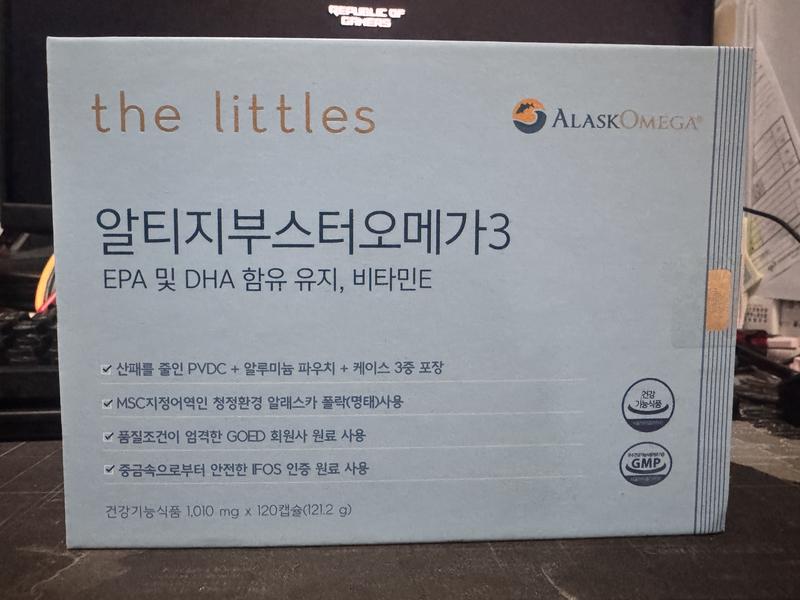 REPUBLIC OF
GAMERS
the littles
ALASKOMEGA®
알티지부스터오메가3
EPA 및 DHA 함유 유지, 비타민E
산패를 줄인 PVDC + 알루미늄 파우치 + 케이스 3중 포장
MSC지정어역인 청정환경 알래스카 폴락(명태)사용
품질조건이 엄격한 GOED 회원사 원료 사용
중금속으로부터 안전한 IFOS 인증 원료 사용
건강
기능식품
GMP
건강기능식품 1,010 mg x 120캡슐(121.2 g)